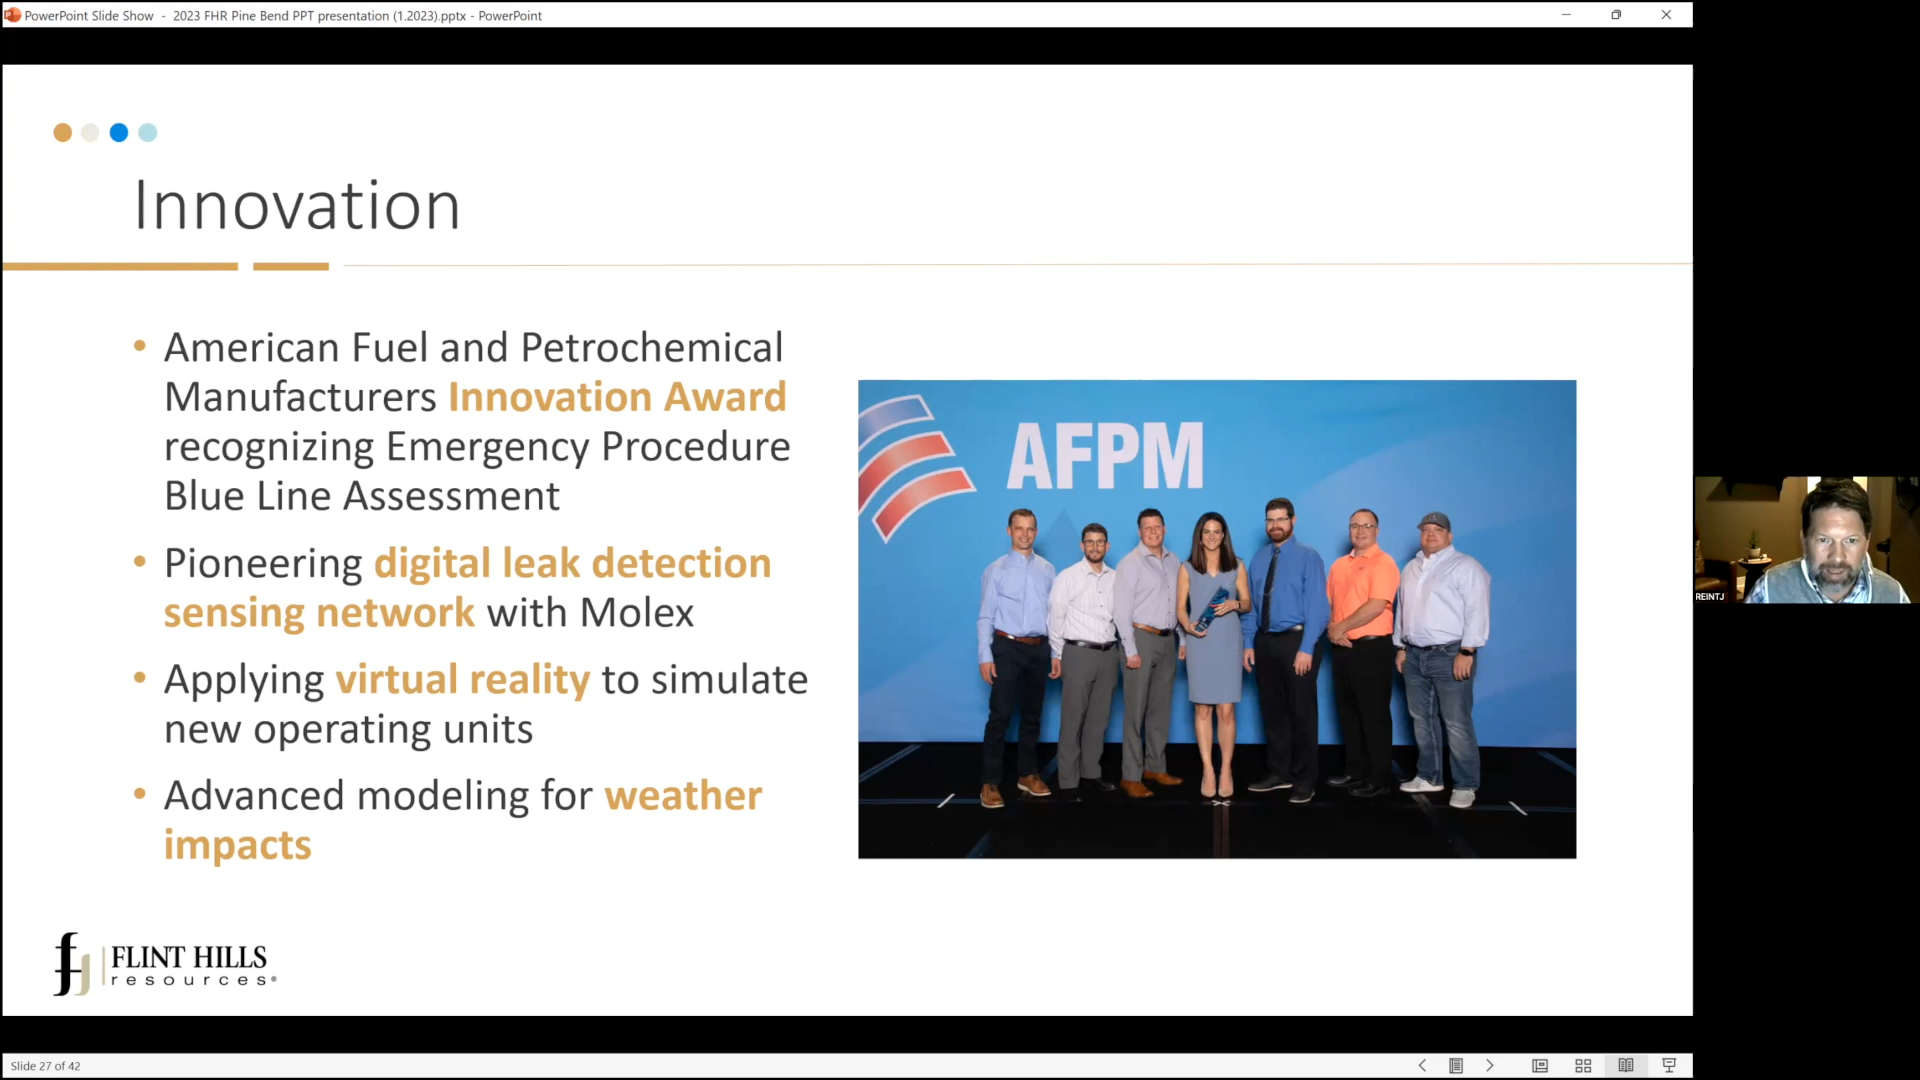 PowerPoint Slide Show - 2023 FHR Pine Bend PPT presentation (1.2023).pptx - PowerPoint
Innovation
• American Fuel and Petrochemical
Manufacturers Innovation Award
recognizing Emergency Procedure
Blue Line Assessment
• Pioneering digital leak detection
sensing network with Molex
• Applying virtual reality to simulate
new operating units
• Advanced modeling for weather
impacts
AFPM
REINTJ
FLINT HILLS
resources®
Slide 27 of 42